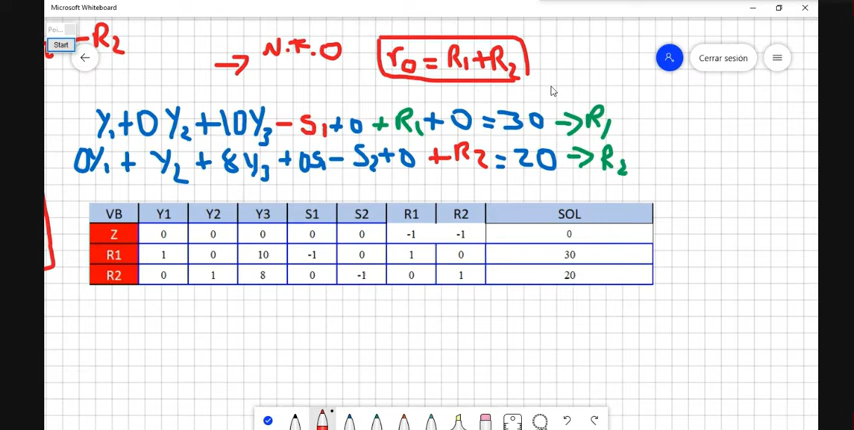 Microsoft Whiteboard
Start
- R2
→ N.F.O
r0 = R1+R2
Cerrar sesión
Y1+0Y2+10Y3-S1+0+R1+0=30→R1
0Y1+Y2+8Y3+0S1-S2+0+R2=20→R2
VB Y1 Y2 Y3 S1 S2 R1 R2 SOL
Z 0 0 0 0 0 -1 -1 0
R1 1 0 10 -1 0 1 0 30
R2 0 1 8 0 -1 0 1 20